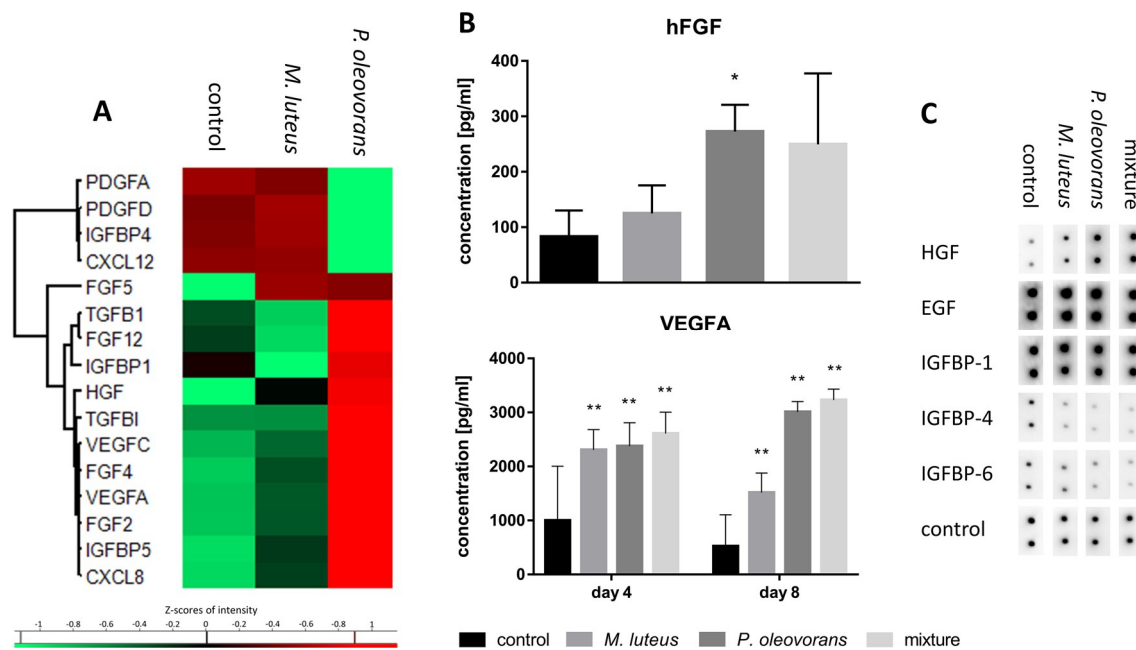 A
control
M. luteus
P. oleovorans
PDGFA
PDGFD
IGFBP4
CXCL12
FGF5
TGFB1
FGF12
IGFBP1
HGF
TGFBI
VEGFC
FGF4
VEGFA
FGF2
IGFBP5
CXCL8
Z-scores of intensity
-1 -0.8 -0.6 -0.4 -0.2 0 0.2 0.4 0.6 0.8 1
B
hFGF
concentration [pg/ml]
400
300
200
100
0
*
VEGFA
concentration [pg/ml]
4000
3000
2000
1000
0
** ** **
** ** **
day 4 day 8
control M. luteus P. oleovorans mixture
C
control
M. luteus
P. oleovorans
mixture
HGF
EGF
IGFBP-1
IGFBP-4
IGFBP-6
control